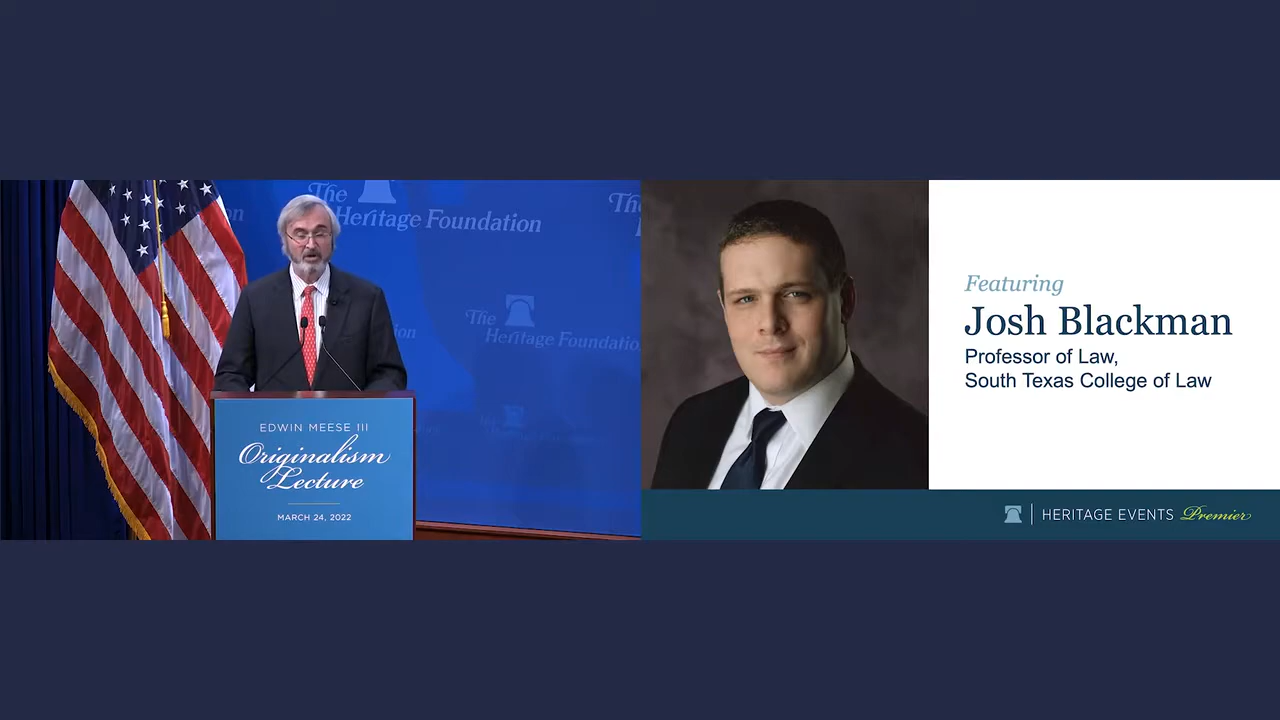 The
Heritage Foundation
The
The
Heritage Foundation
EDWIN MEESE III
Originalism
Lecture
MARCH 24, 2022
Featuring
Josh Blackman
Professor of Law,
South Texas College of Law
HERITAGE EVENTS Premier